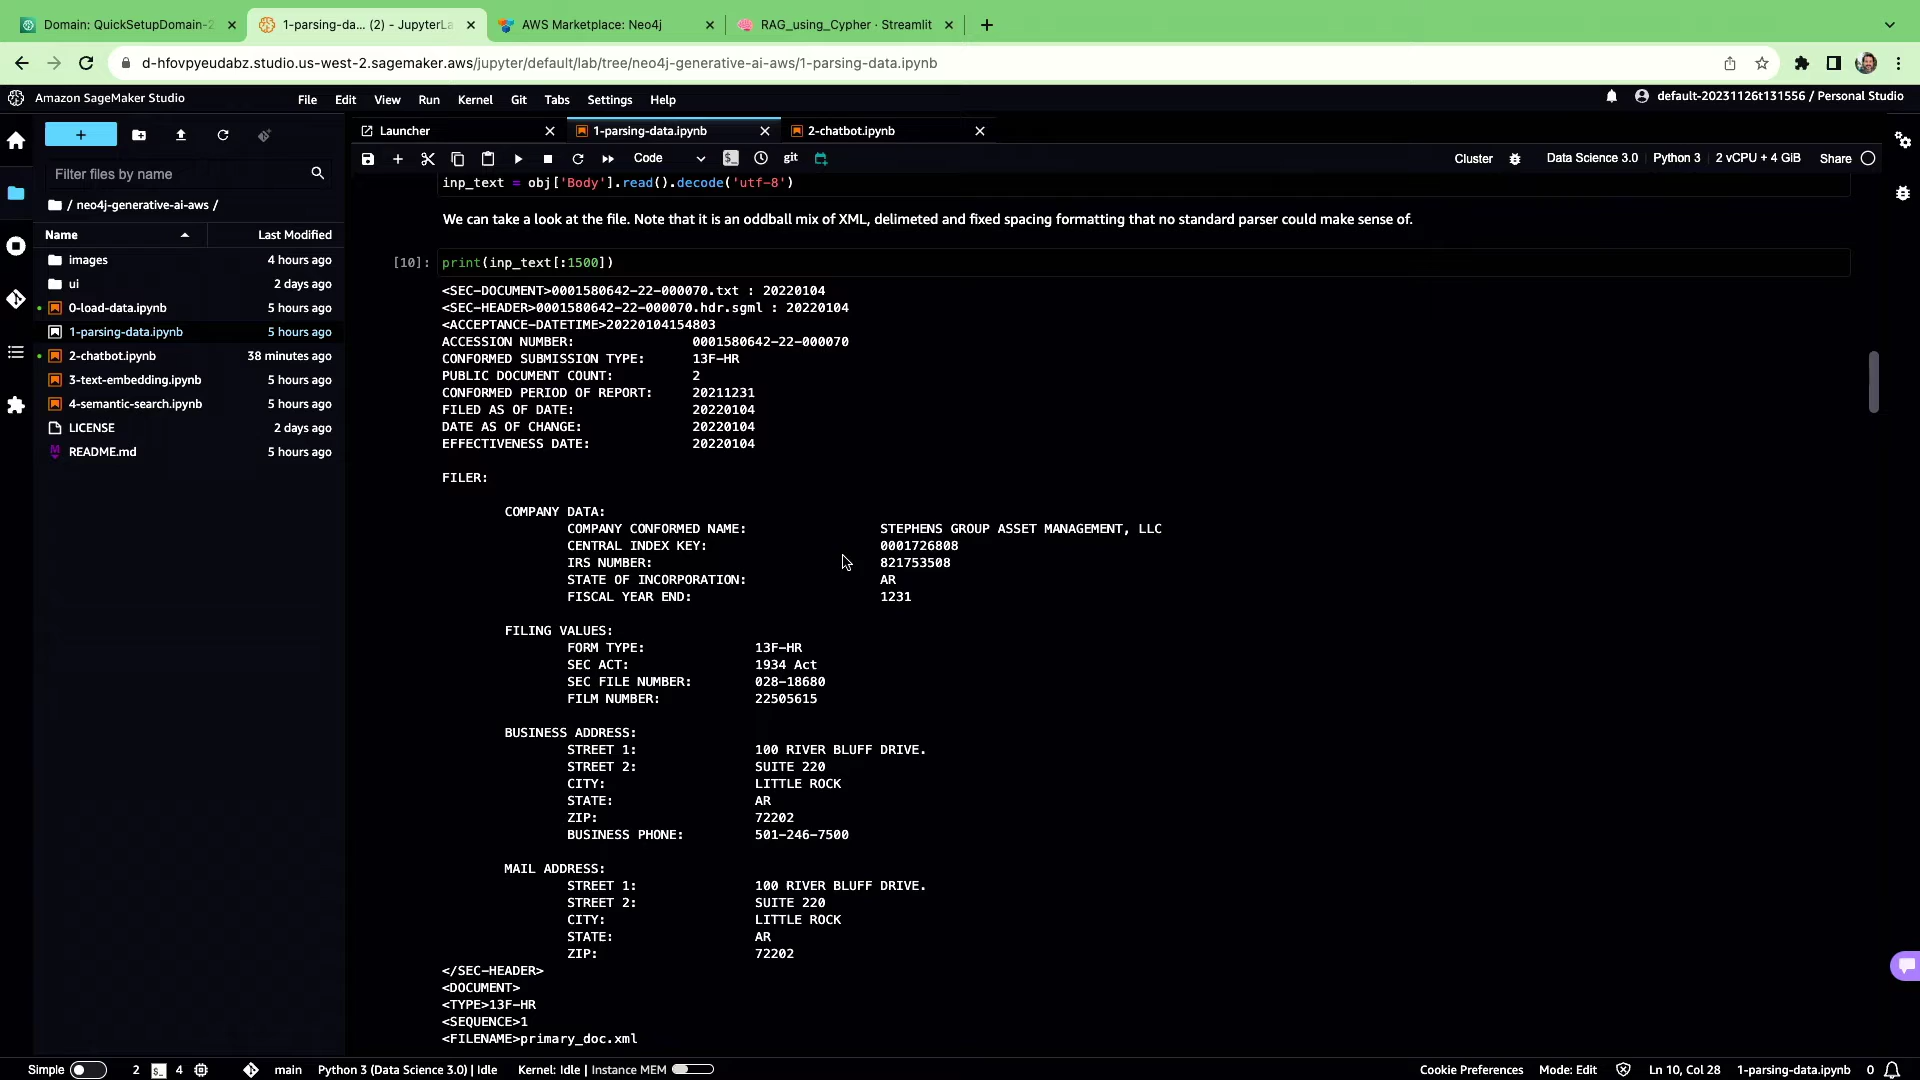 Domain: QuickSetupDomain-2
1-parsing-da... (2) - JupyterLa
AWS Marketplace: Neo4j
RAG_using_Cypher · Streamlit
d-hfovpyeudabz.studio.us-west-2.sagemaker.aws/jupyter/default/lab/tree/neo4j-generative-ai-aws/1-parsing-data.ipynb
Amazon SageMaker Studio
File Edit View Run Kernel Git Tabs Settings Help
default-20231126t131556 / Personal Studio
+
Launcher
1-parsing-data.ipynb
2-chatbot.ipynb
Code
git
Cluster
Data Science 3.0
Python 3
2 vCPU + 4 GiB
Share
Filter files by name
/ neo4j-generative-ai-aws /
Name Last Modified
images 4 hours ago
ui 2 days ago
0-load-data.ipynb 5 hours ago
1-parsing-data.ipynb 5 hours ago
2-chatbot.ipynb 38 minutes ago
3-text-embedding.ipynb 5 hours ago
4-semantic-search.ipynb 5 hours ago
LICENSE 2 days ago
README.md 5 hours ago
inp_text = obj['Body'].read().decode('utf-8')
We can take a look at the file. Note that it is an oddball mix of XML, delimeted and fixed spacing formatting that no standard parser could make sense of.
[10]: print(inp_text[:1500])
<SEC-DOCUMENT>0001580642-22-000070.txt : 20220104
<SEC-HEADER>0001580642-22-000070.hdr.sgml : 20220104
<ACCEPTANCE-DATETIME>20220104154803
ACCESSION NUMBER: 0001580642-22-000070
CONFORMED SUBMISSION TYPE: 13F-HR
PUBLIC DOCUMENT COUNT: 2
CONFORMED PERIOD OF REPORT: 20211231
FILED AS OF DATE: 20220104
DATE AS OF CHANGE: 20220104
EFFECTIVENESS DATE: 20220104
FILER:
COMPANY DATA:
COMPANY CONFORMED NAME: STEPHENS GROUP ASSET MANAGEMENT, LLC
CENTRAL INDEX KEY: 0001726808
IRS NUMBER: 821753508
STATE OF INCORPORATION: AR
FISCAL YEAR END: 1231
FILING VALUES:
FORM TYPE: 13F-HR
SEC ACT: 1934 Act
SEC FILE NUMBER: 028-18680
FILM NUMBER: 22505615
BUSINESS ADDRESS:
STREET 1: 100 RIVER BLUFF DRIVE.
STREET 2: SUITE 220
CITY: LITTLE ROCK
STATE: AR
ZIP: 72202
BUSINESS PHONE: 501-246-7500
MAIL ADDRESS:
STREET 1: 100 RIVER BLUFF DRIVE.
STREET 2: SUITE 220
CITY: LITTLE ROCK
STATE: AR
ZIP: 72202
</SEC-HEADER>
<DOCUMENT>
<TYPE>13F-HR
<SEQUENCE>1
<FILENAME>primary_doc.xml
Simple 2 4 main Python 3 (Data Science 3.0) | Idle Kernel: Idle | Instance MEM Cookie Preferences Mode: Edit Ln 10, Col 28 1-parsing-data.ipynb 0